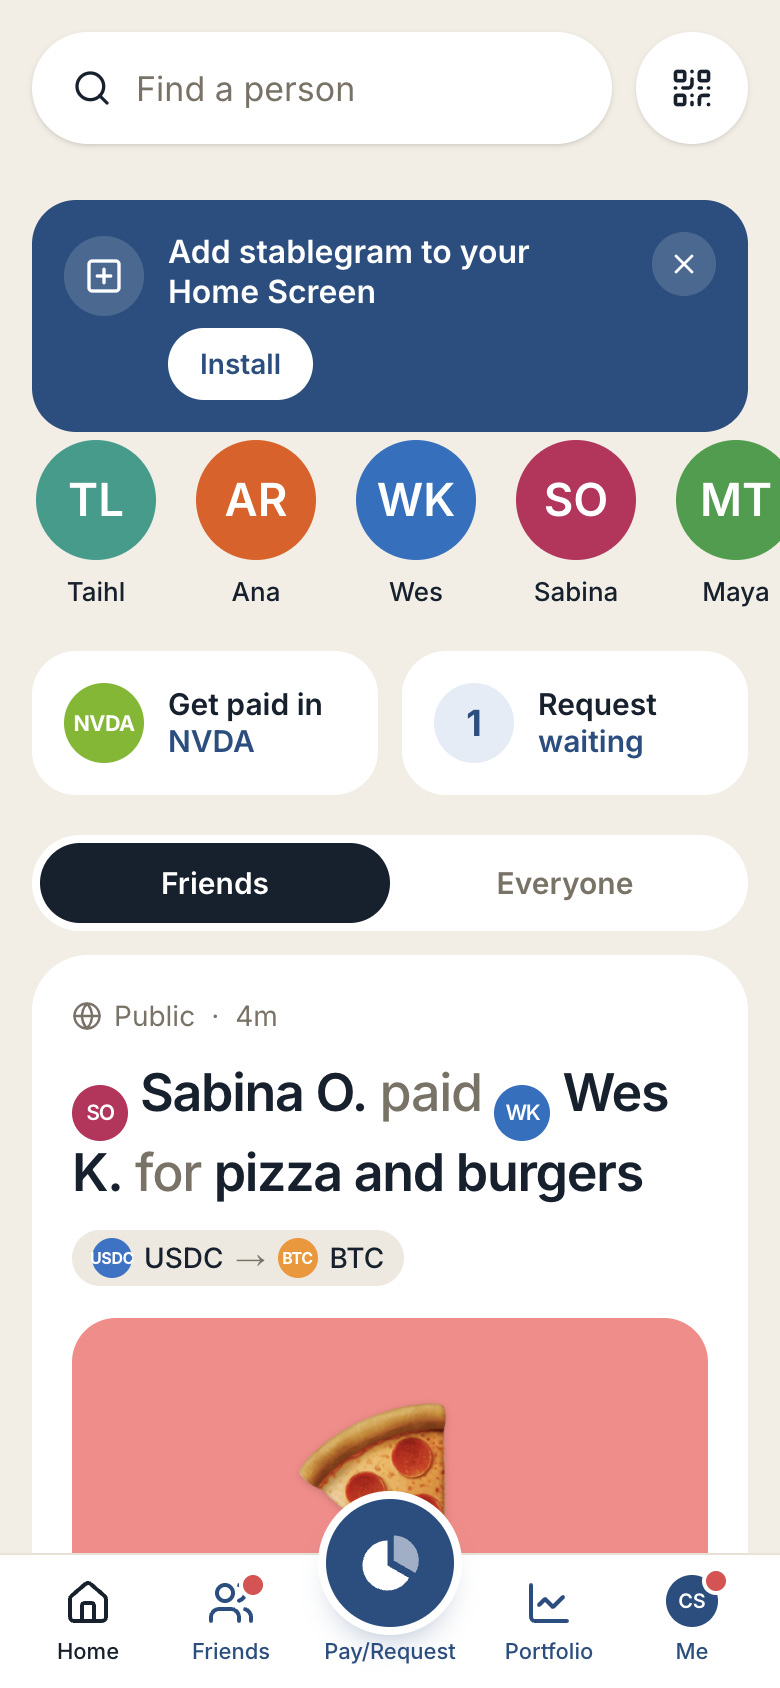 Find a person
Add stablegram to your
Home Screen
Install
TL
AR
WK
SO
MT
Taihl
Ana
Wes
Sabina
Maya
NVDA
Get paid in
NVDA
1
Request
waiting
Friends
Everyone
Public · 4m
SO Sabina O. paid WK Wes
K. for pizza and burgers
USDC USDC → BTC BTC
CS
Home
Friends
Pay/Request
Portfolio
Me